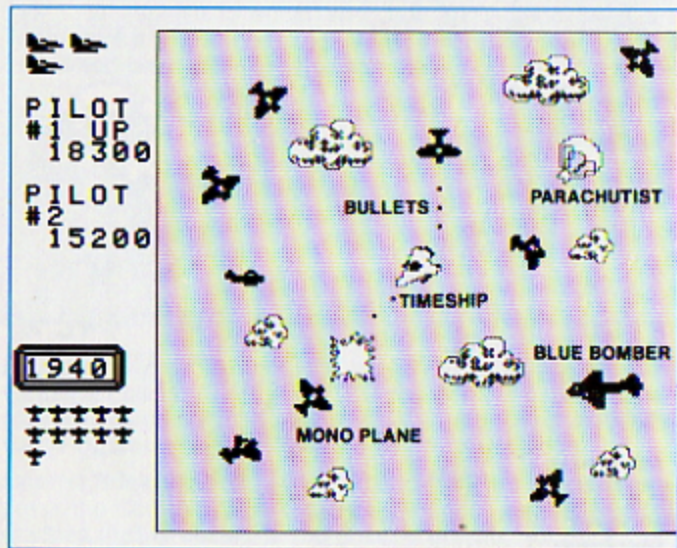 PILOT
#1 UP
18300
PILOT
#2
15200
BULLETS
PARACHUTIST
TIMESHIP
BLUE BOMBER
1940
MONO PLANE